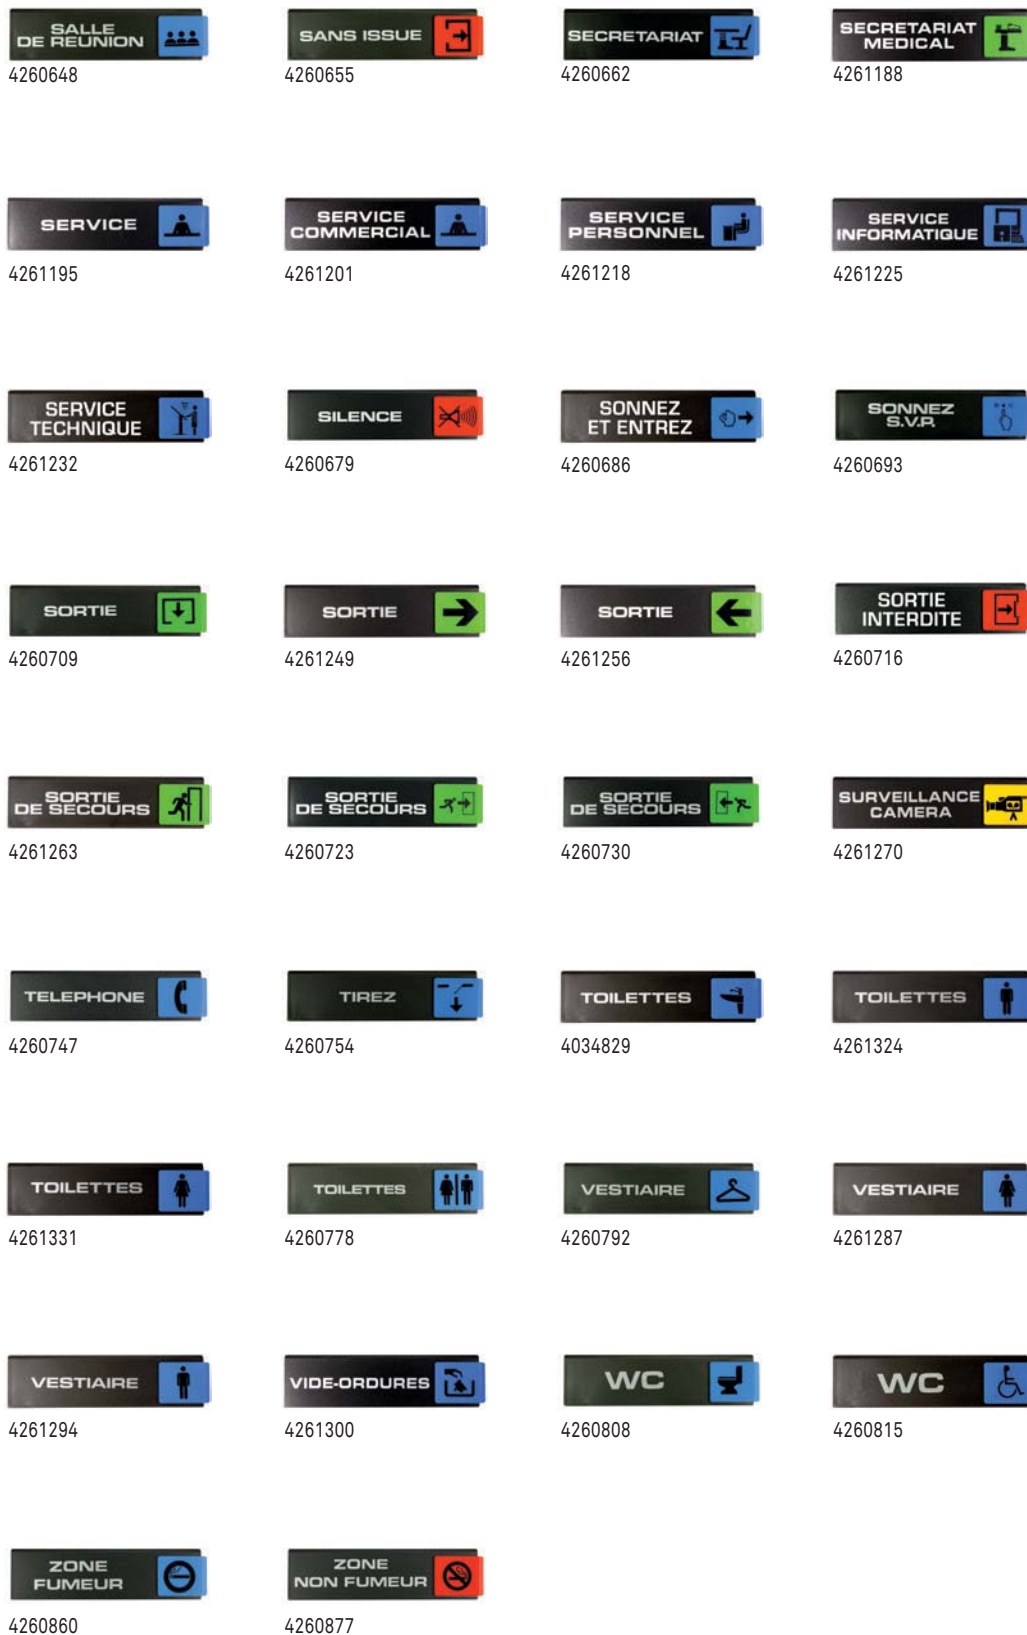 SALLE
DE REUNION
4260648
SANS ISSUE
4260655
SECRETARIAT
4260662
SECRETARIAT
MEDICAL
4261188
SERVICE
4261195
SERVICE
COMMERCIAL
4261201
SERVICE
PERSONNEL
4261218
SERVICE
INFORMATIQUE
4261225
SERVICE
TECHNIQUE
4261232
SILENCE
4260679
SONNEZ
ET ENTREZ
4260686
SONNEZ
S.V.P.
4260693
SORTIE
4260709
SORTIE
4261249
SORTIE
4261256
SORTIE
INTERDITE
4260716
SORTIE
DE SECOURS
4261263
SORTIE
DE SECOURS
4260723
SORTIE
DE SECOURS
4260730
SURVEILLANCE
CAMERA
4261270
TELEPHONE
4260747
TIREZ
4260754
TOILETTES
4034829
TOILETTES
4261324
TOILETTES
4261331
TOILETTES
4260778
VESTIAIRE
4260792
VESTIAIRE
4261287
VESTIAIRE
4261294
VIDE-ORDURES
4261300
WC
4260808
WC
4260815
ZONE
FUMEUR
4260860
ZONE
NON FUMEUR
4260877